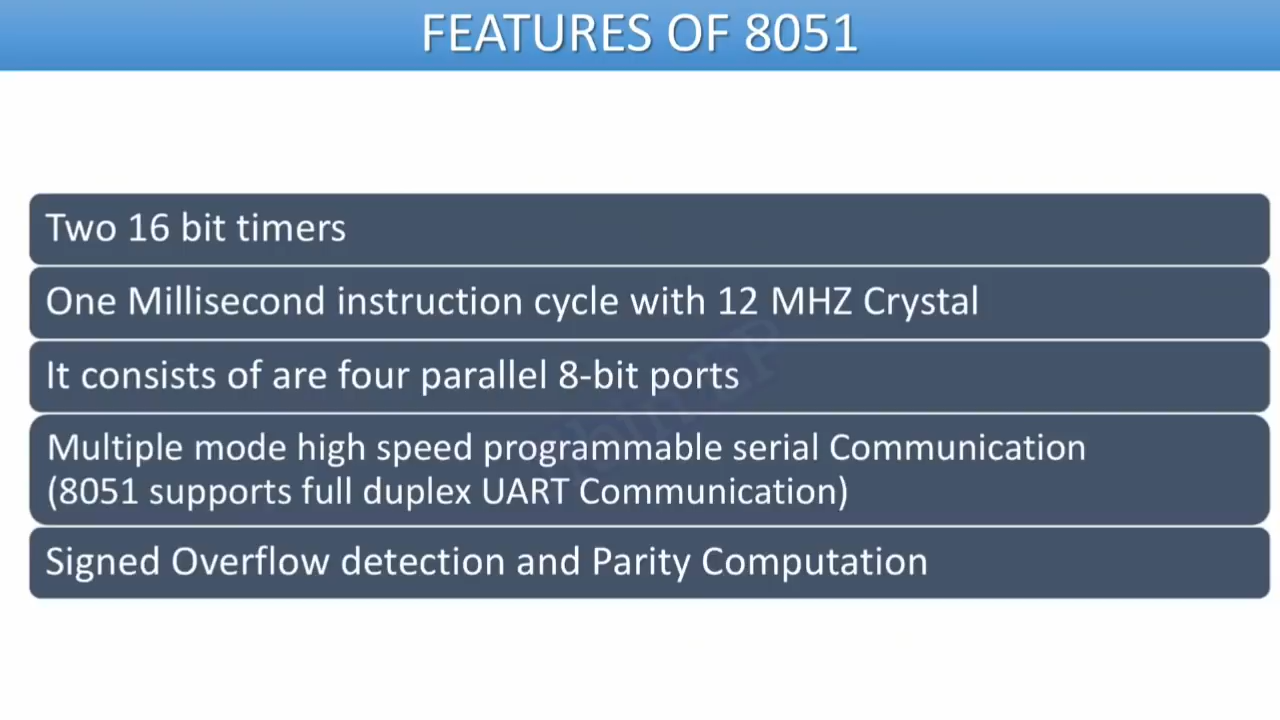 FEATURES OF 8051
Two 16 bit timers
One Millisecond instruction cycle with 12 MHZ Crystal
It consists of are four parallel 8-bit ports
Multiple mode high speed programmable serial Communication
(8051 supports full duplex UART Communication)
Signed Overflow detection and Parity Computation